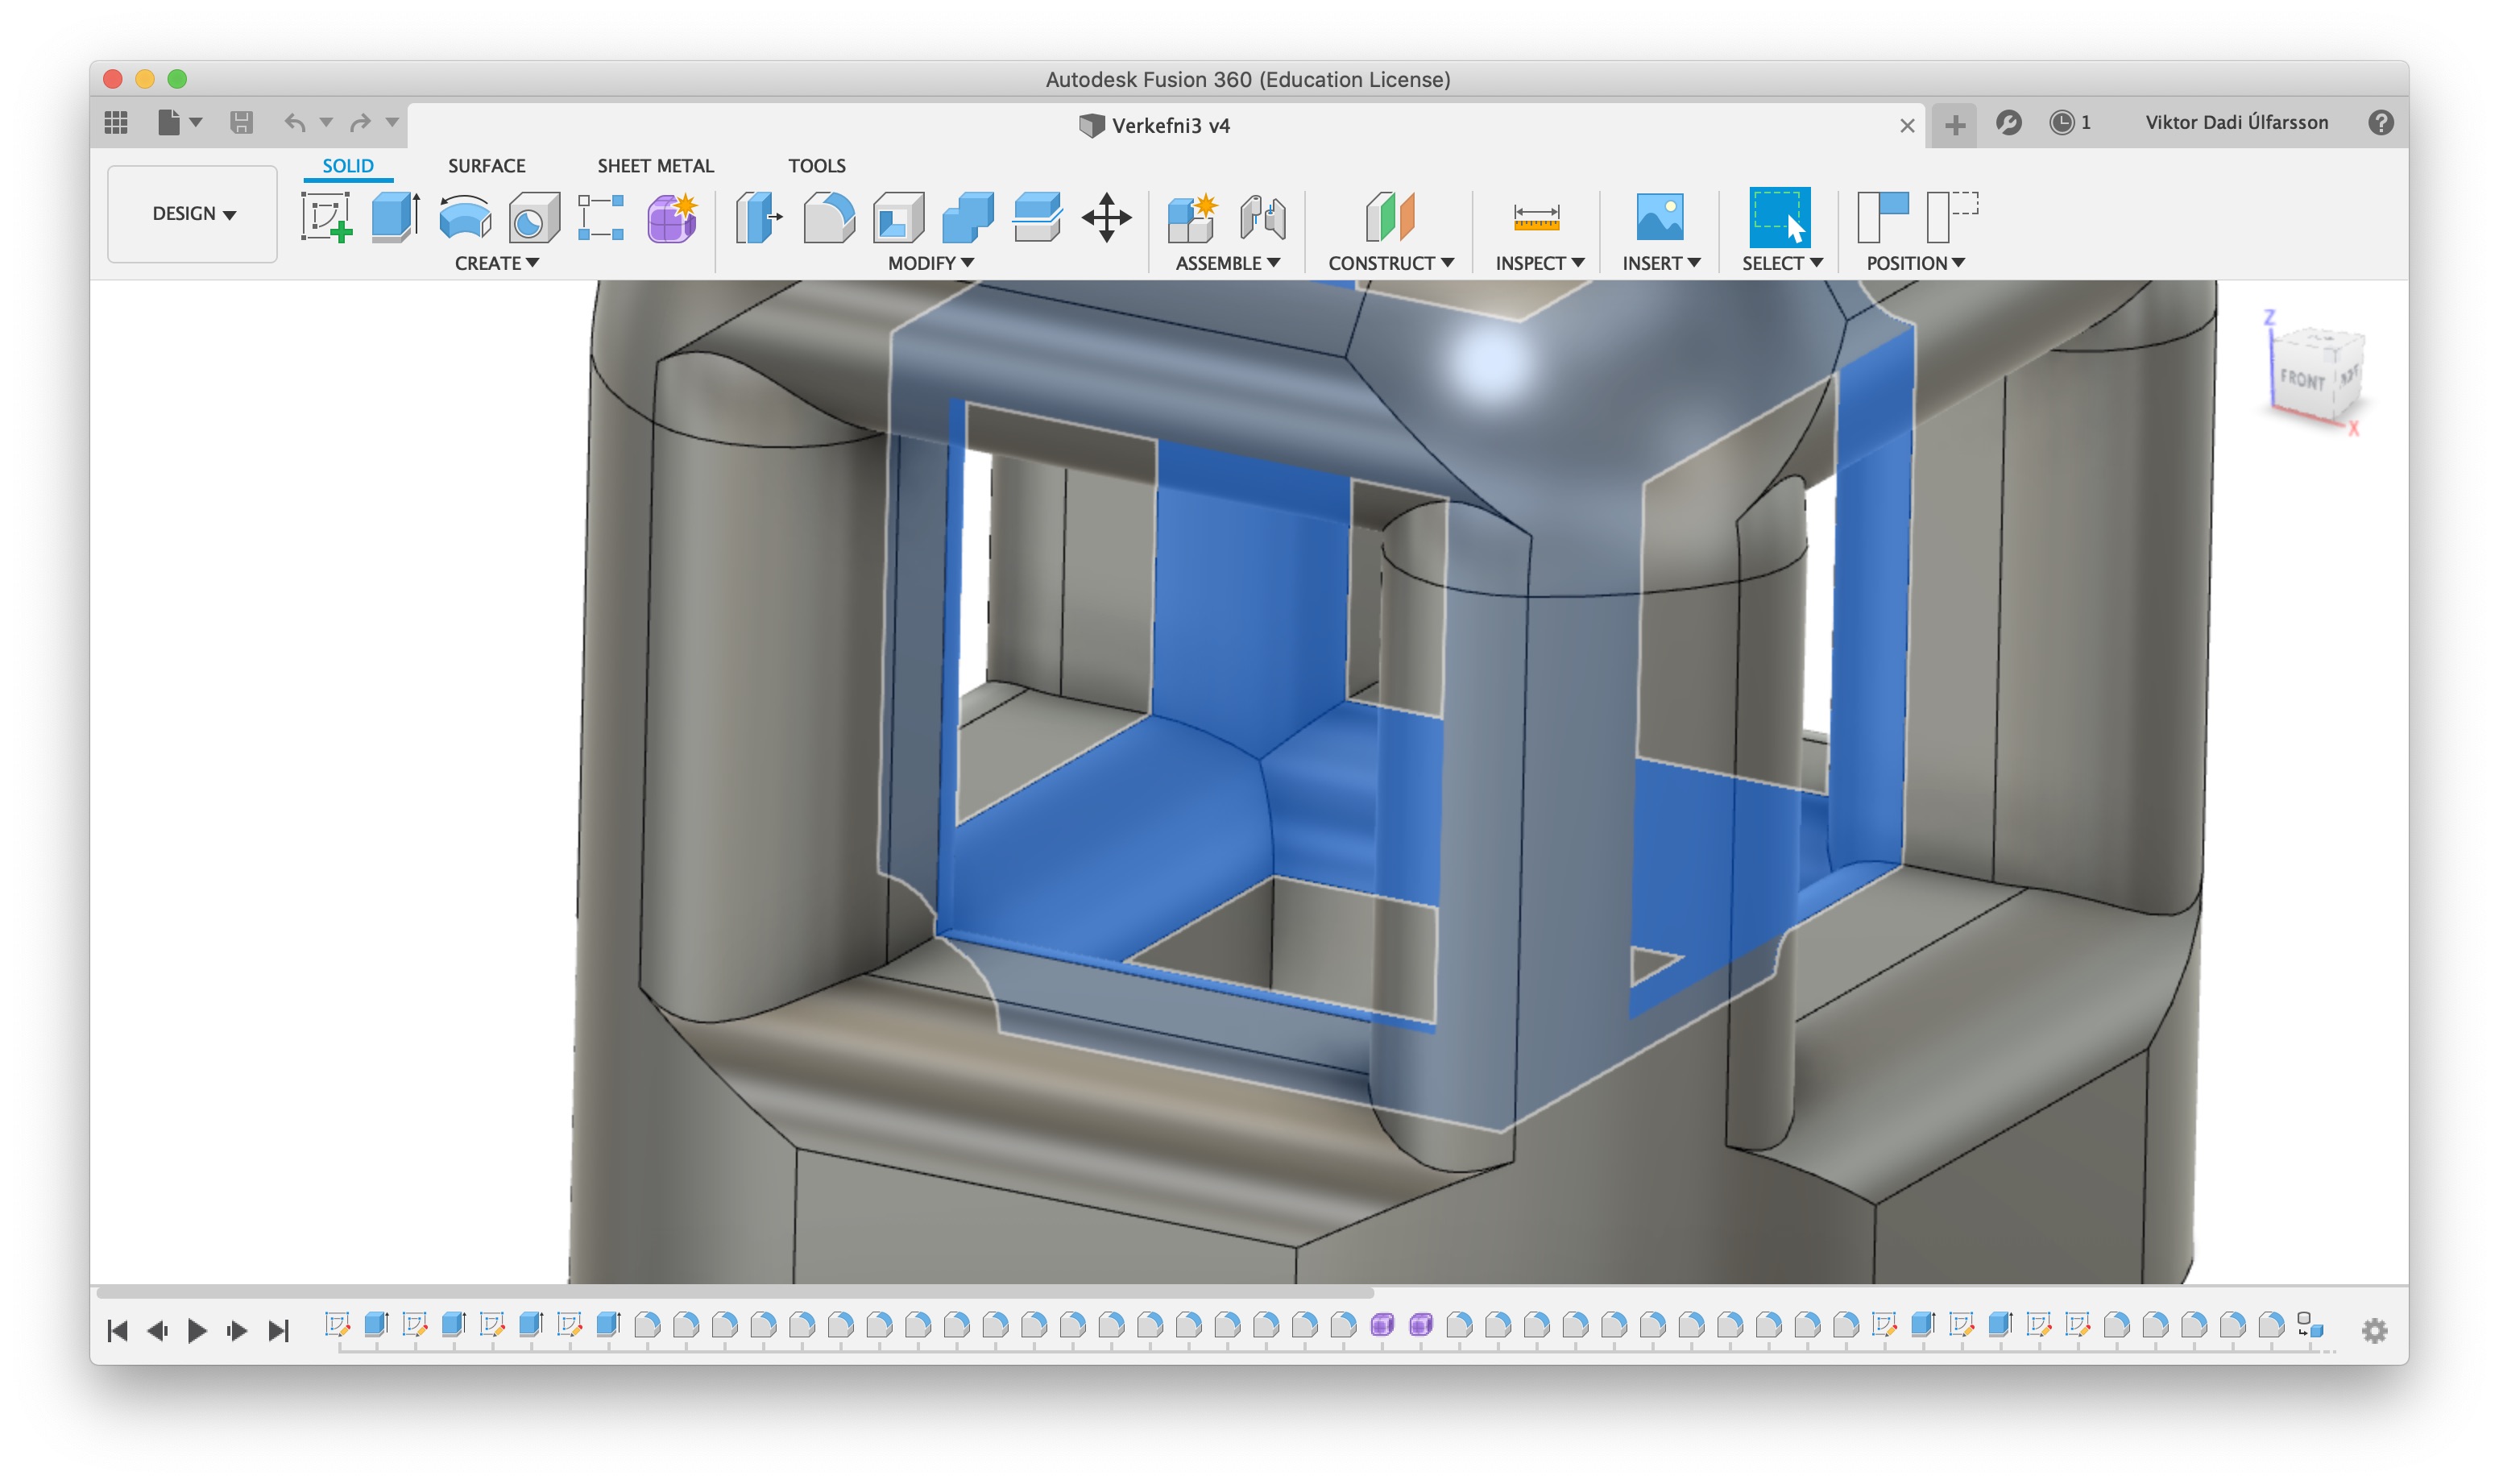 Autodesk Fusion 360 (Education License)
Verkefni3 v4
1
Viktor Dadi Úlfarsson
DESIGN
SOLID
SURFACE
SHEET METAL
TOOLS
CREATE
MODIFY
ASSEMBLE
CONSTRUCT
INSPECT
INSERT
SELECT
POSITION
Z
FRONT
X